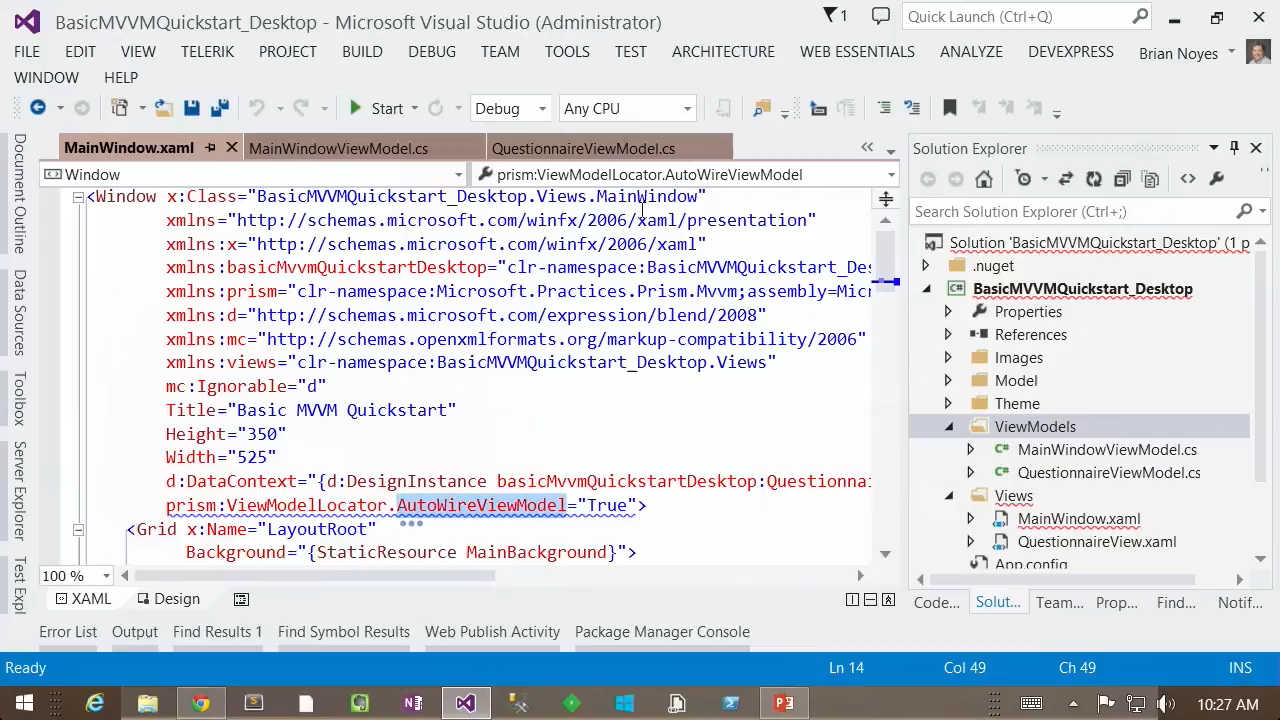 BasicMVVMQuickstart_Desktop - Microsoft Visual Studio (Administrator)
1
Quick Launch (Ctrl+Q)
FILE EDIT VIEW TELERIK PROJECT BUILD DEBUG TEAM TOOLS TEST ARCHITECTURE WEB ESSENTIALS ANALYZE DEVEXPRESS Brian Noyes
WINDOW HELP
Start Debug Any CPU
Document Outline
Data Sources
Toolbox
Server Explorer
Test Expl
MainWindow.xaml MainWindowViewModel.cs QuestionnaireViewModel.cs
Window prism:ViewModelLocator.AutoWireViewModel
<Window x:Class="BasicMVVMQuickstart_Desktop.Views.MainWindow"
xmlns="http://schemas.microsoft.com/winfx/2006/xaml/presentation"
xmlns:x="http://schemas.microsoft.com/winfx/2006/xaml"
xmlns:basicMvvmQuickstartDesktop="clr-namespace:BasicMVVMQuickstart_Des
xmlns:prism="clr-namespace:Microsoft.Practices.Prism.Mvvm;assembly=Micr
xmlns:d="http://schemas.microsoft.com/expression/blend/2008"
xmlns:mc="http://schemas.openxmlformats.org/markup-compatibility/2006"
xmlns:views="clr-namespace:BasicMVVMQuickstart_Desktop.Views"
mc:Ignorable="d"
Title="Basic MVVM Quickstart"
Height="350"
Width="525"
d:DataContext="{d:DesignInstance basicMvvmQuickstartDesktop:Questionnai
prism:ViewModelLocator.AutoWireViewModel="True">
<Grid x:Name="LayoutRoot"
Background="{StaticResource MainBackground}">
100 %
XAML Design
Solution Explorer
Search Solution Explorer (Ctrl+;)
Solution 'BasicMVVMQuickstart_Desktop' (1 p
.nuget
BasicMVVMQuickstart_Desktop
Properties
References
Images
Model
Theme
ViewModels
MainWindowViewModel.cs
QuestionnaireViewModel.cs
Views
MainWindow.xaml
QuestionnaireView.xaml
App.config
Code... Solut... Team... Prop... Find... Notif...
Error List Output Find Results 1 Find Symbol Results Web Publish Activity Package Manager Console
Ready Ln 14 Col 49 Ch 49 INS
10:27 AM